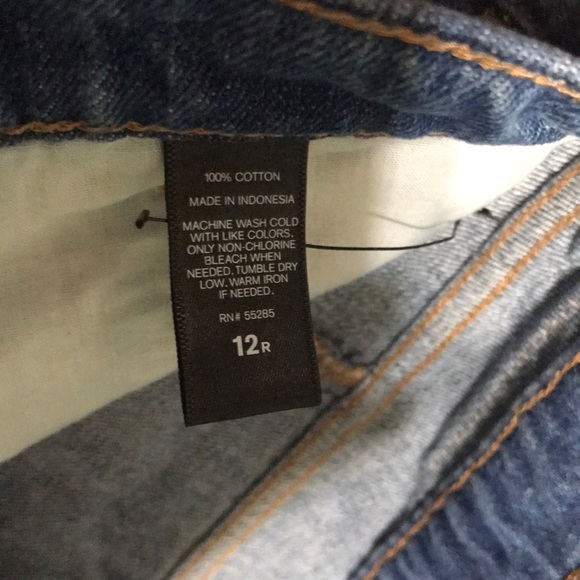 100% COTTON
MADE IN INDONESIA
MACHINE WASH COLD
WITH LIKE COLORS.
ONLY NON-CHLORINE
BLEACH WHEN
NEEDED. TUMBLE DRY
LOW. WARM IRON
IF NEEDED.
RN# 55285
12R